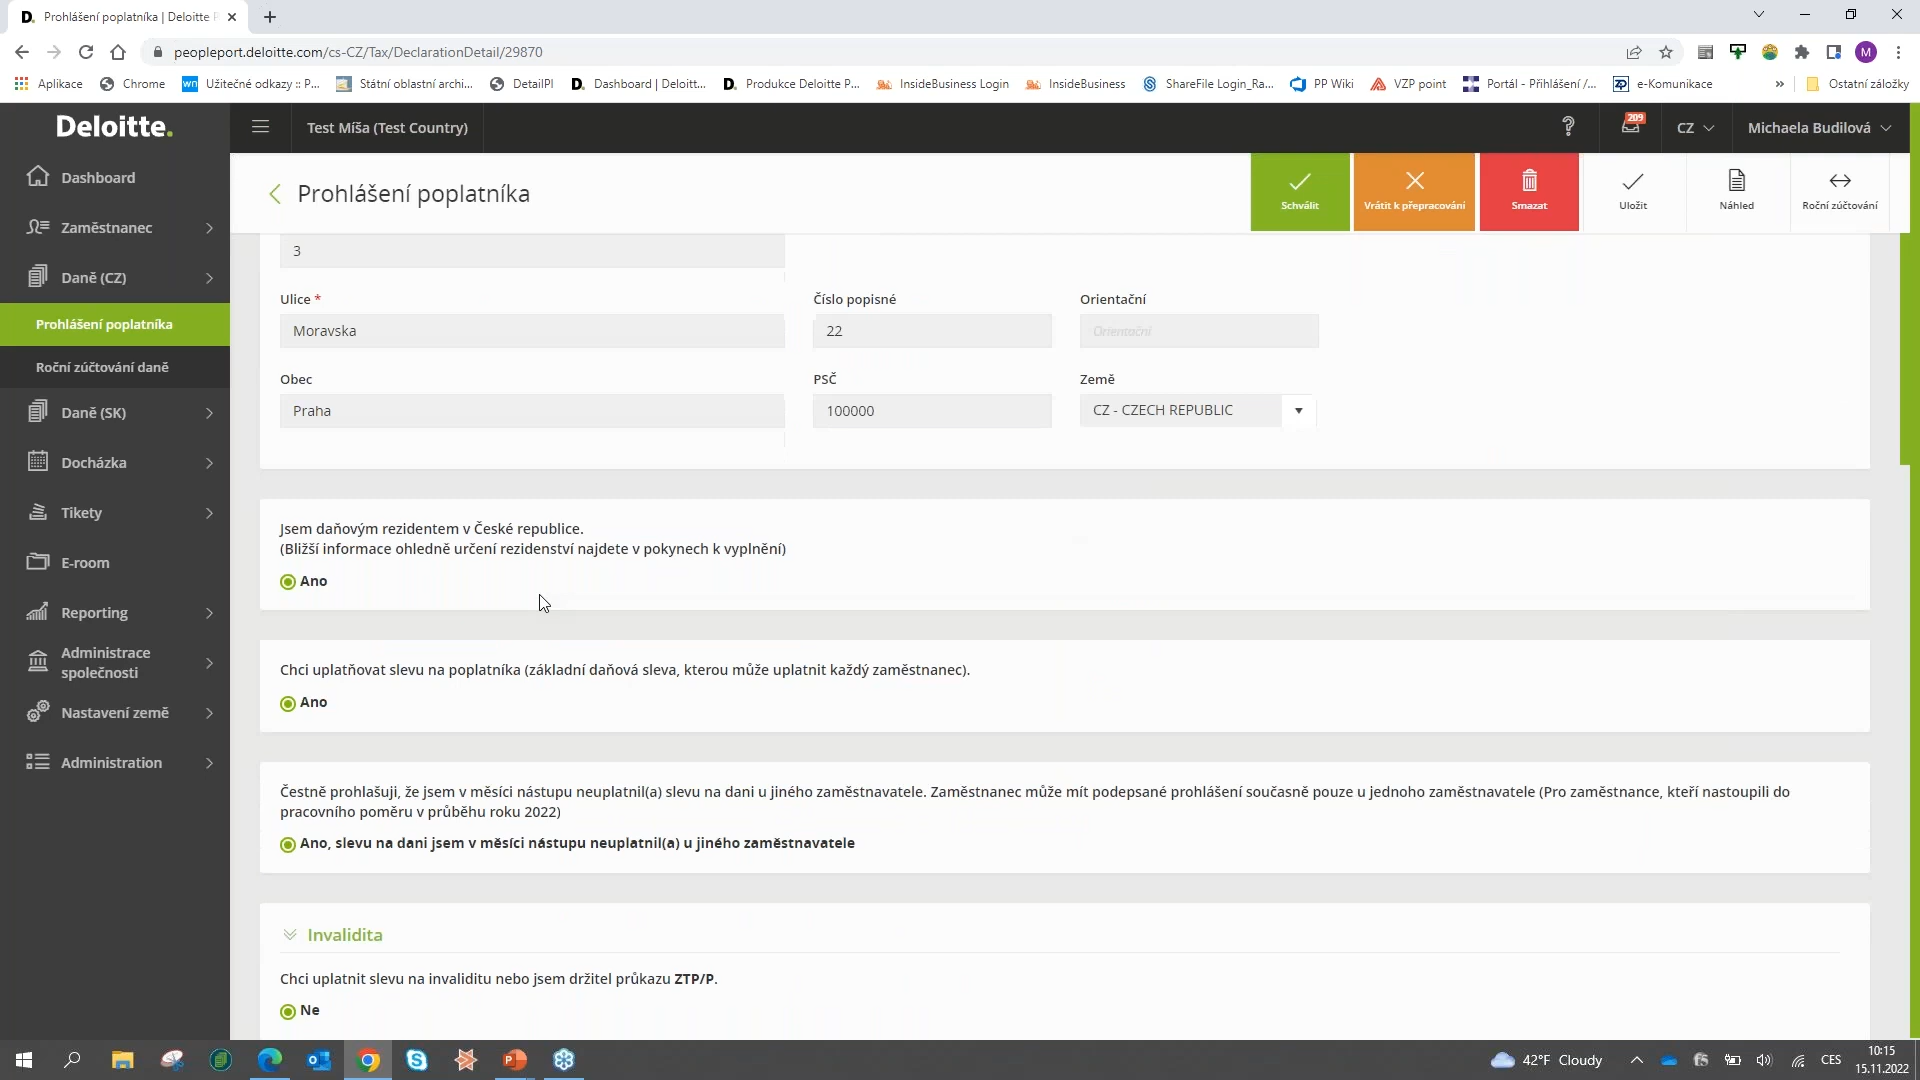 Prohlášení poplatníka | Deloitte P
peopleport.deloitte.com/cs-CZ/Tax/DeclarationDetail/29870
M
Aplikace
Chrome
Užitečné odkazy :: P...
Státní oblastní archi...
DetailPI
Dashboard | Deloitt...
Produkce Deloitte P...
InsideBusiness Login
InsideBusiness
ShareFile Login_Ra...
PP Wiki
VZP point
Portál - Přihlášení /...
e-Komunikace
»
Ostatní záložky
Deloitte.
Test Míša (Test Country)
209
CZ
Michaela Budilová
Dashboard
Zaměstnanec
Daně (CZ)
Prohlášení poplatníka
Roční zúčtování daně
Daně (SK)
Docházka
Tikety
E-room
Reporting
Administrace
společnosti
Nastavení země
Administration
Prohlášení poplatníka
Schválit
Vrátit k přepracování
Smazat
Uložit
Náhled
Roční zúčtování
3
Ulice *
Číslo popisné
Orientační
Moravska
22
Orientační
Obec
PSČ
Země
Praha
100000
CZ - CZECH REPUBLIC
Jsem daňovým rezidentem v České republice.
(Bližší informace ohledně určení rezidenství najdete v pokynech k vyplnění)
Ano
Chci uplatňovat slevu na poplatníka (základní daňová sleva, kterou může uplatnit každý zaměstnanec).
Ano
Čestně prohlašuji, že jsem v měsíci nástupu neuplatnil(a) slevu na dani u jiného zaměstnavatele. Zaměstnanec může mít podepsané prohlášení současně pouze u jednoho zaměstnavatele (Pro zaměstnance, kteří nastoupili do
pracovního poměru v průběhu roku 2022)
Ano, slevu na dani jsem v měsíci nástupu neuplatnil(a) u jiného zaměstnavatele
Invalidita
Chci uplatnit slevu na invaliditu nebo jsem držitel průkazu ZTP/P.
Ne
42°F Cloudy
CES
10:15
15.11.2022